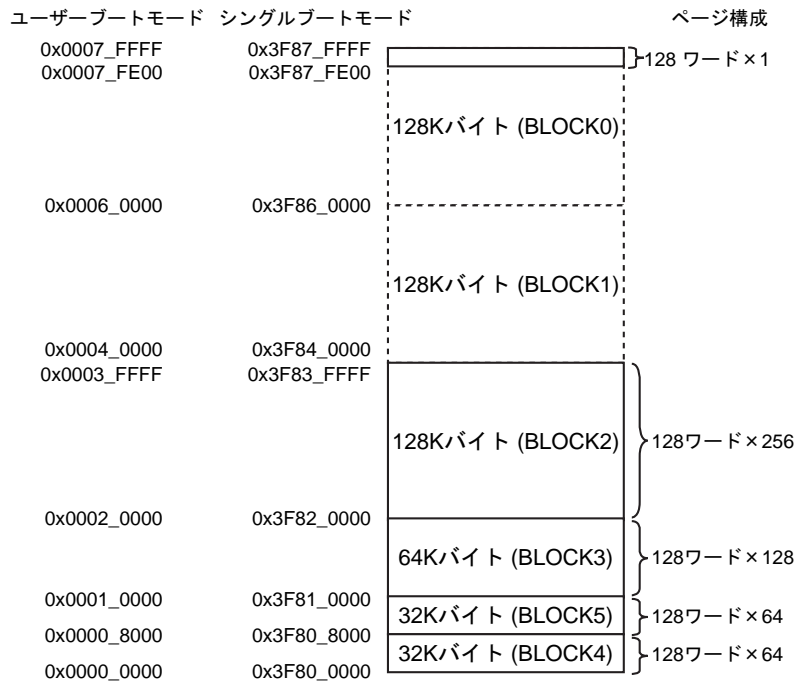 ユーザーブートモード シングルブートモード ページ構成
0x0007_FFFF 0x3F87_FFFF
0x0007_FE00 0x3F87_FE00
128 ワード×1
128Kバイト (BLOCK0)
0x0006_0000 0x3F86_0000
128Kバイト (BLOCK1)
0x0004_0000 0x3F84_0000
0x0003_FFFF 0x3F83_FFFF
128Kバイト (BLOCK2) 128ワード×256
0x0002_0000 0x3F82_0000
64Kバイト (BLOCK3) 128ワード×128
0x0001_0000 0x3F81_0000
32Kバイト (BLOCK5) 128ワード×64
0x0000_8000 0x3F80_8000
32Kバイト (BLOCK4) 128ワード×64
0x0000_0000 0x3F80_0000